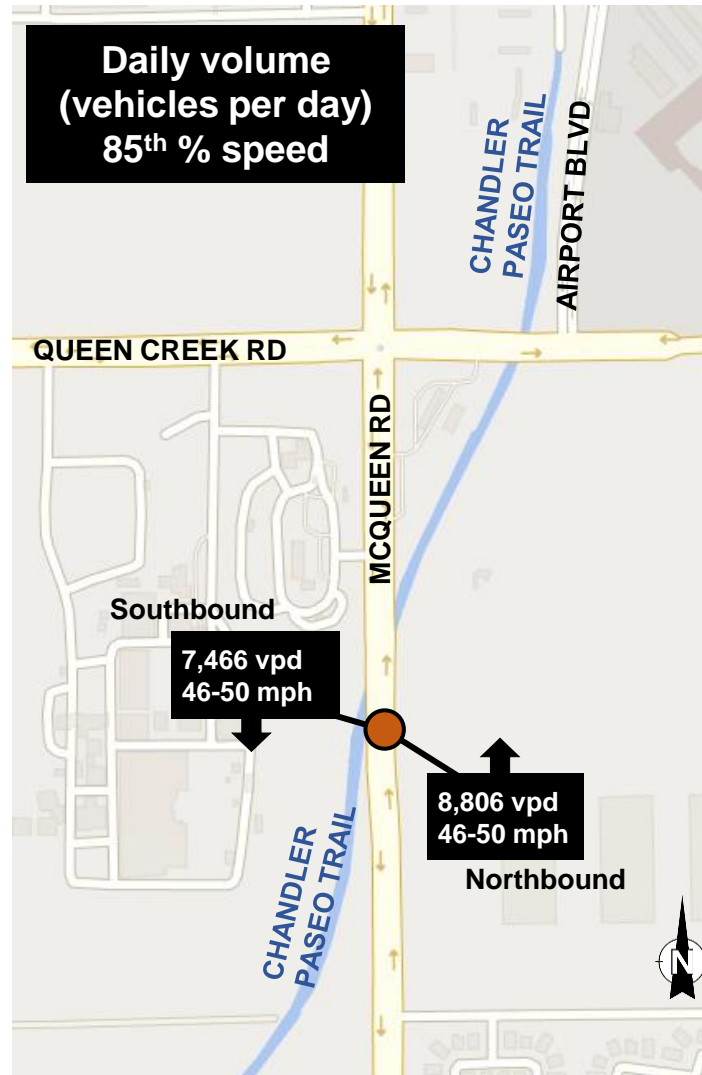 Daily volume
(vehicles per day)
85th % speed
CHANDLER
PASEO TRAIL
AIRPORT BLVD
QUEEN CREEK RD
MCQUEEN RD
Southbound
7,466 vpd
46-50 mph
8,806 vpd
46-50 mph
Northbound
CHANDLER
PASEO TRAIL
N